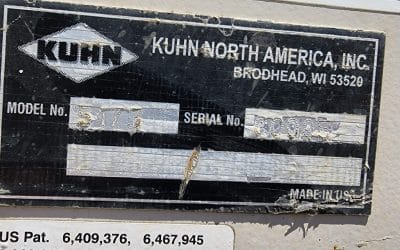 KUHN
KUHN NORTH AMERICA, INC.
BRODHEAD, WI 53520
MODEL No.
SERIAL No.
MADE IN USA
US Pat. 6,409,376, 6,467,945